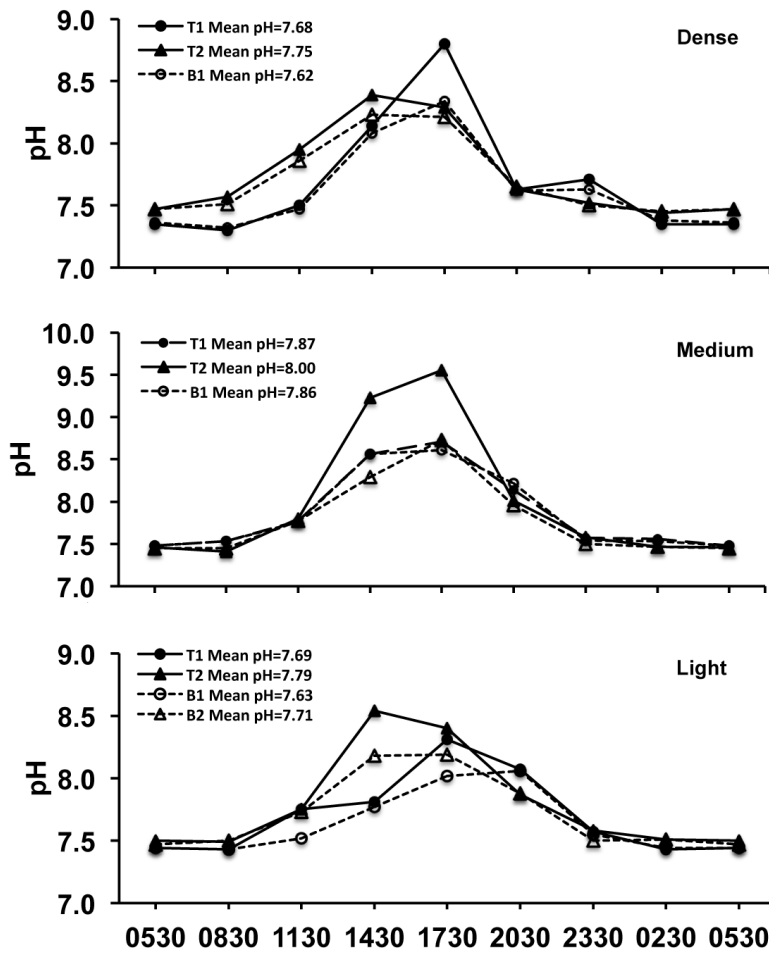 T1 Mean pH=7.68
T2 Mean pH=7.75
B1 Mean pH=7.62
Dense
pH
9.0
8.5
8.0
7.5
7.0
T1 Mean pH=7.87
T2 Mean pH=8.00
B1 Mean pH=7.86
Medium
pH
10.0
9.5
9.0
8.5
8.0
7.5
7.0
T1 Mean pH=7.69
T2 Mean pH=7.79
B1 Mean pH=7.63
B2 Mean pH=7.71
Light
pH
9.0
8.5
8.0
7.5
7.0
0530 0830 1130 1430 1730 2030 2330 0230 0530